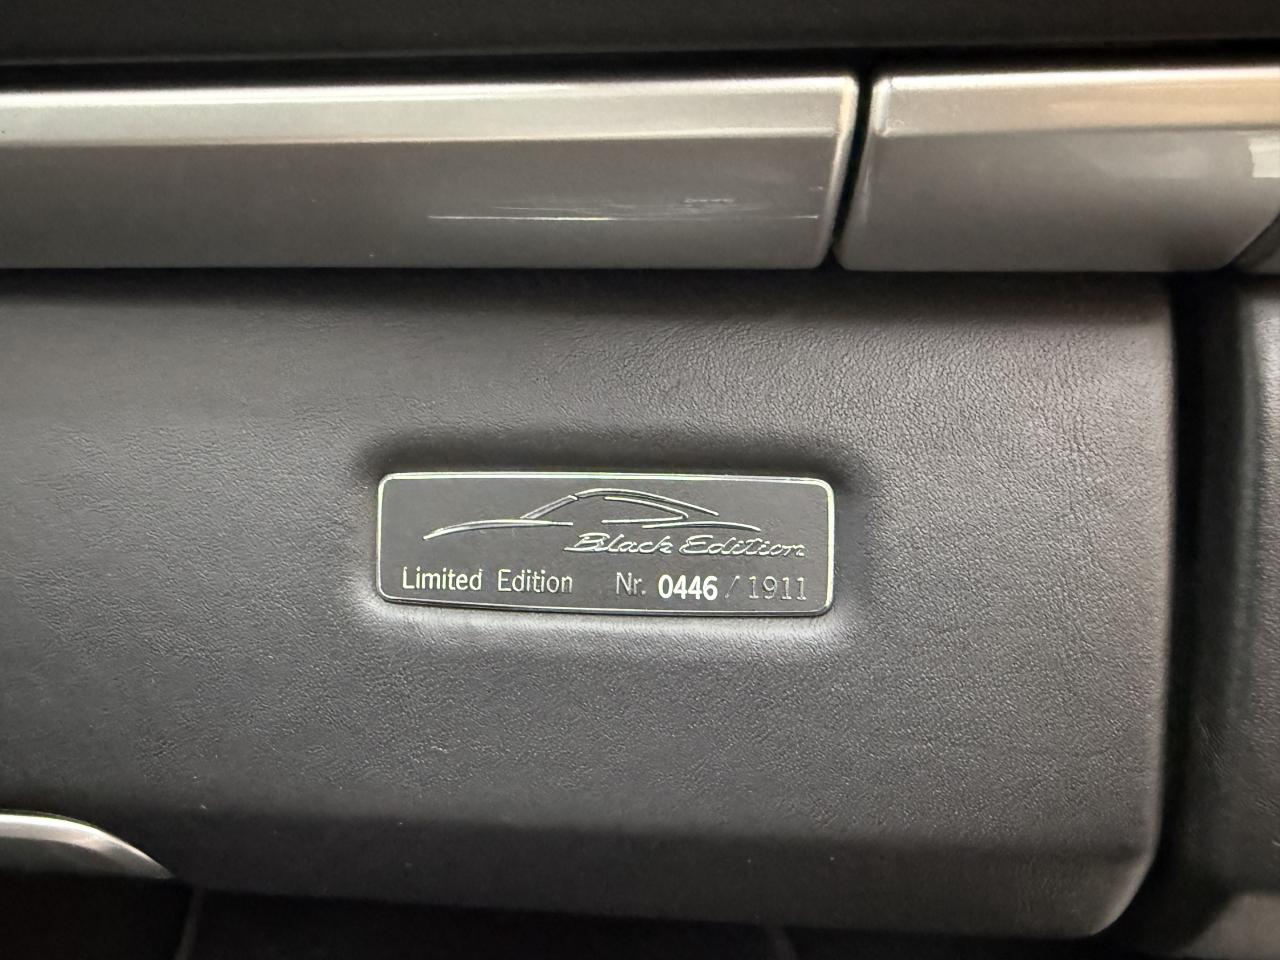 Black Edition
Limited Edition Nr. 0446 / 1911